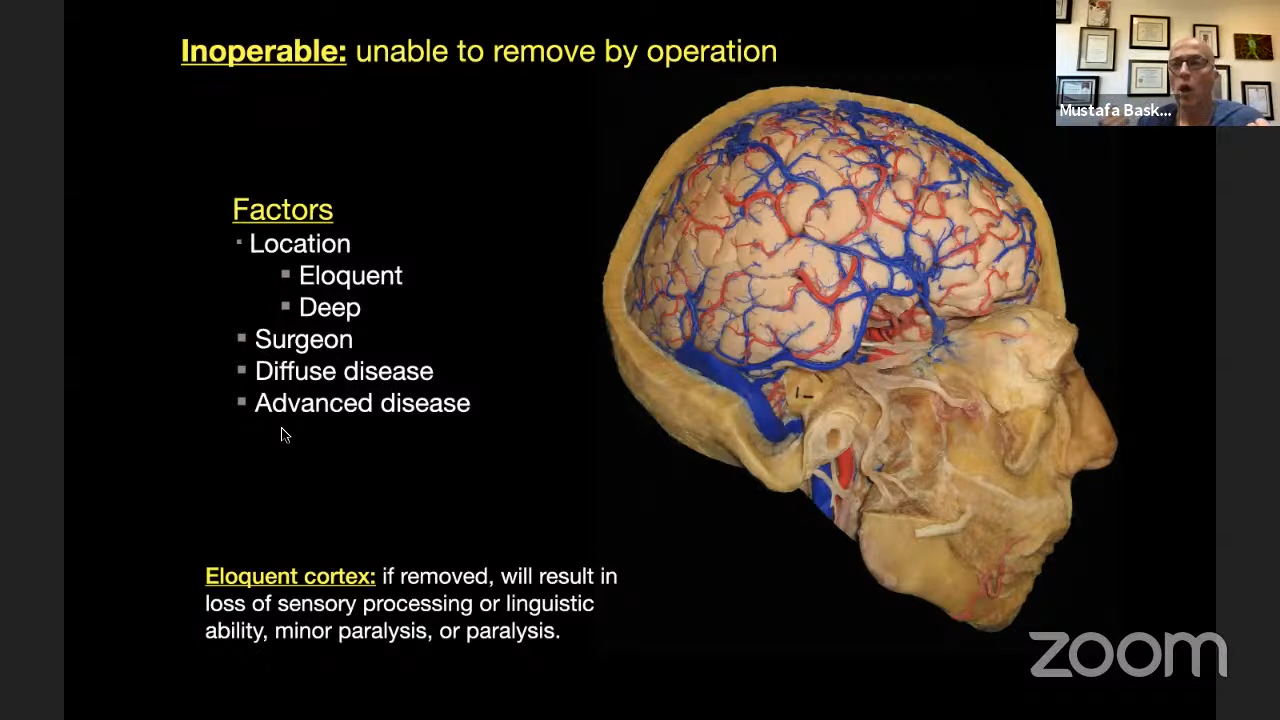 Inoperable: unable to remove by operation
Mustafa Bask...
Factors
▪ Location
▪ Eloquent
▪ Deep
▪ Surgeon
▪ Diffuse disease
▪ Advanced disease
Eloquent cortex: if removed, will result in
loss of sensory processing or linguistic
ability, minor paralysis, or paralysis.
zoom